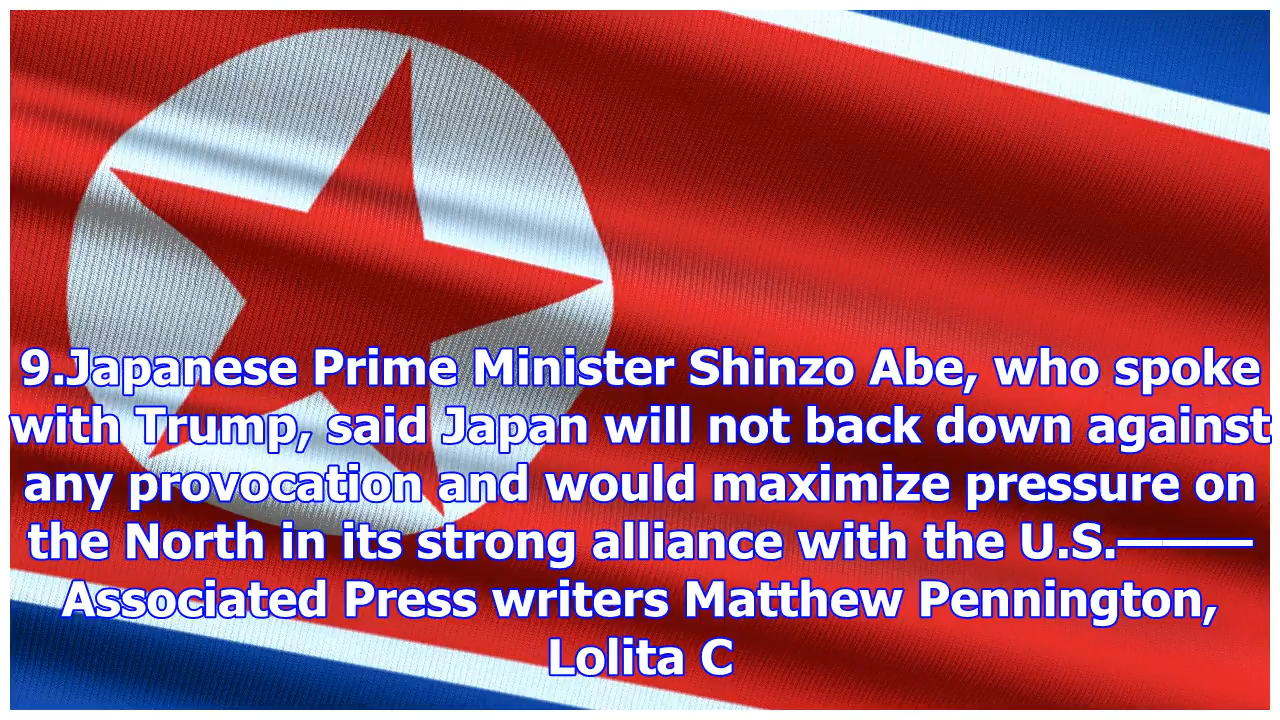 9.Japanese Prime Minister Shinzo Abe, who spoke
with Trump, said Japan will not back down against
any provocation and would maximize pressure on
the North in its strong alliance with the U.S.———
Associated Press writers Matthew Pennington,
Lolita C